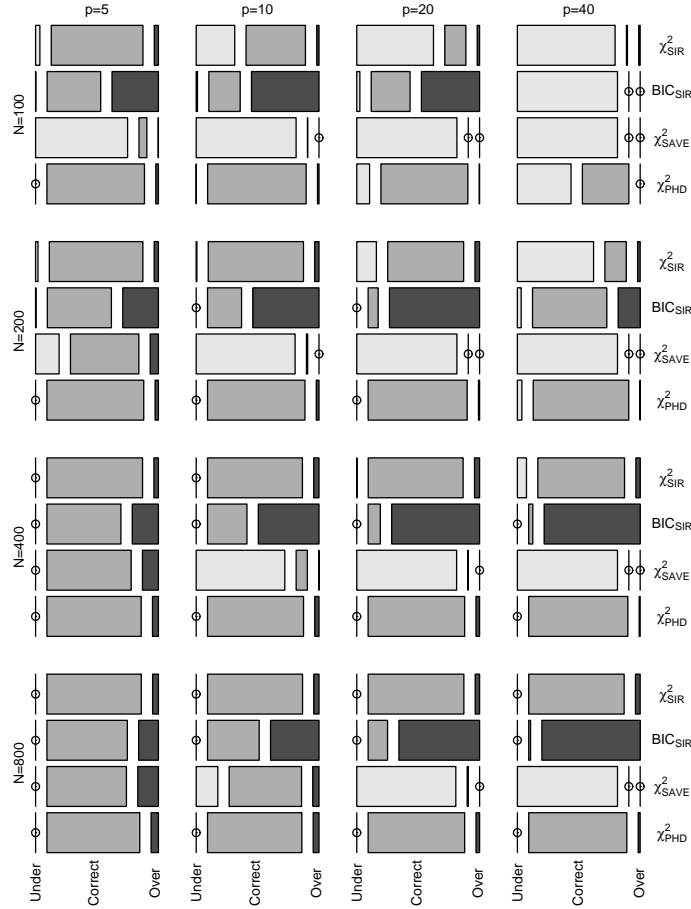 p=5 p=10 p=20 p=40
N=100
χ²SIR
BICSIR
χ²SAVE
χ²PHD
N=200
χ²SIR
BICSIR
χ²SAVE
χ²PHD
N=400
χ²SIR
BICSIR
χ²SAVE
χ²PHD
N=800
χ²SIR
BICSIR
χ²SAVE
χ²PHD
Under Correct Over Under Correct Over Under Correct Over Under Correct Over